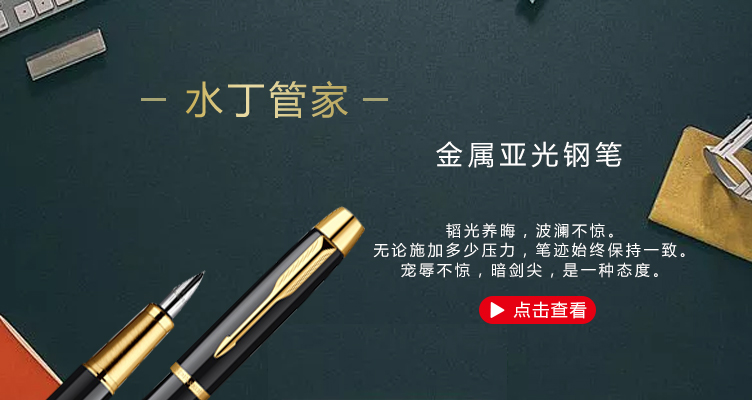 － 水丁管家 －
金属亚光钢笔
韬光养晦，波澜不惊。
无论施加多少压力，笔迹始终保持一致。
宠辱不惊，暗剑尖，是一种态度。
▶ 点击查看